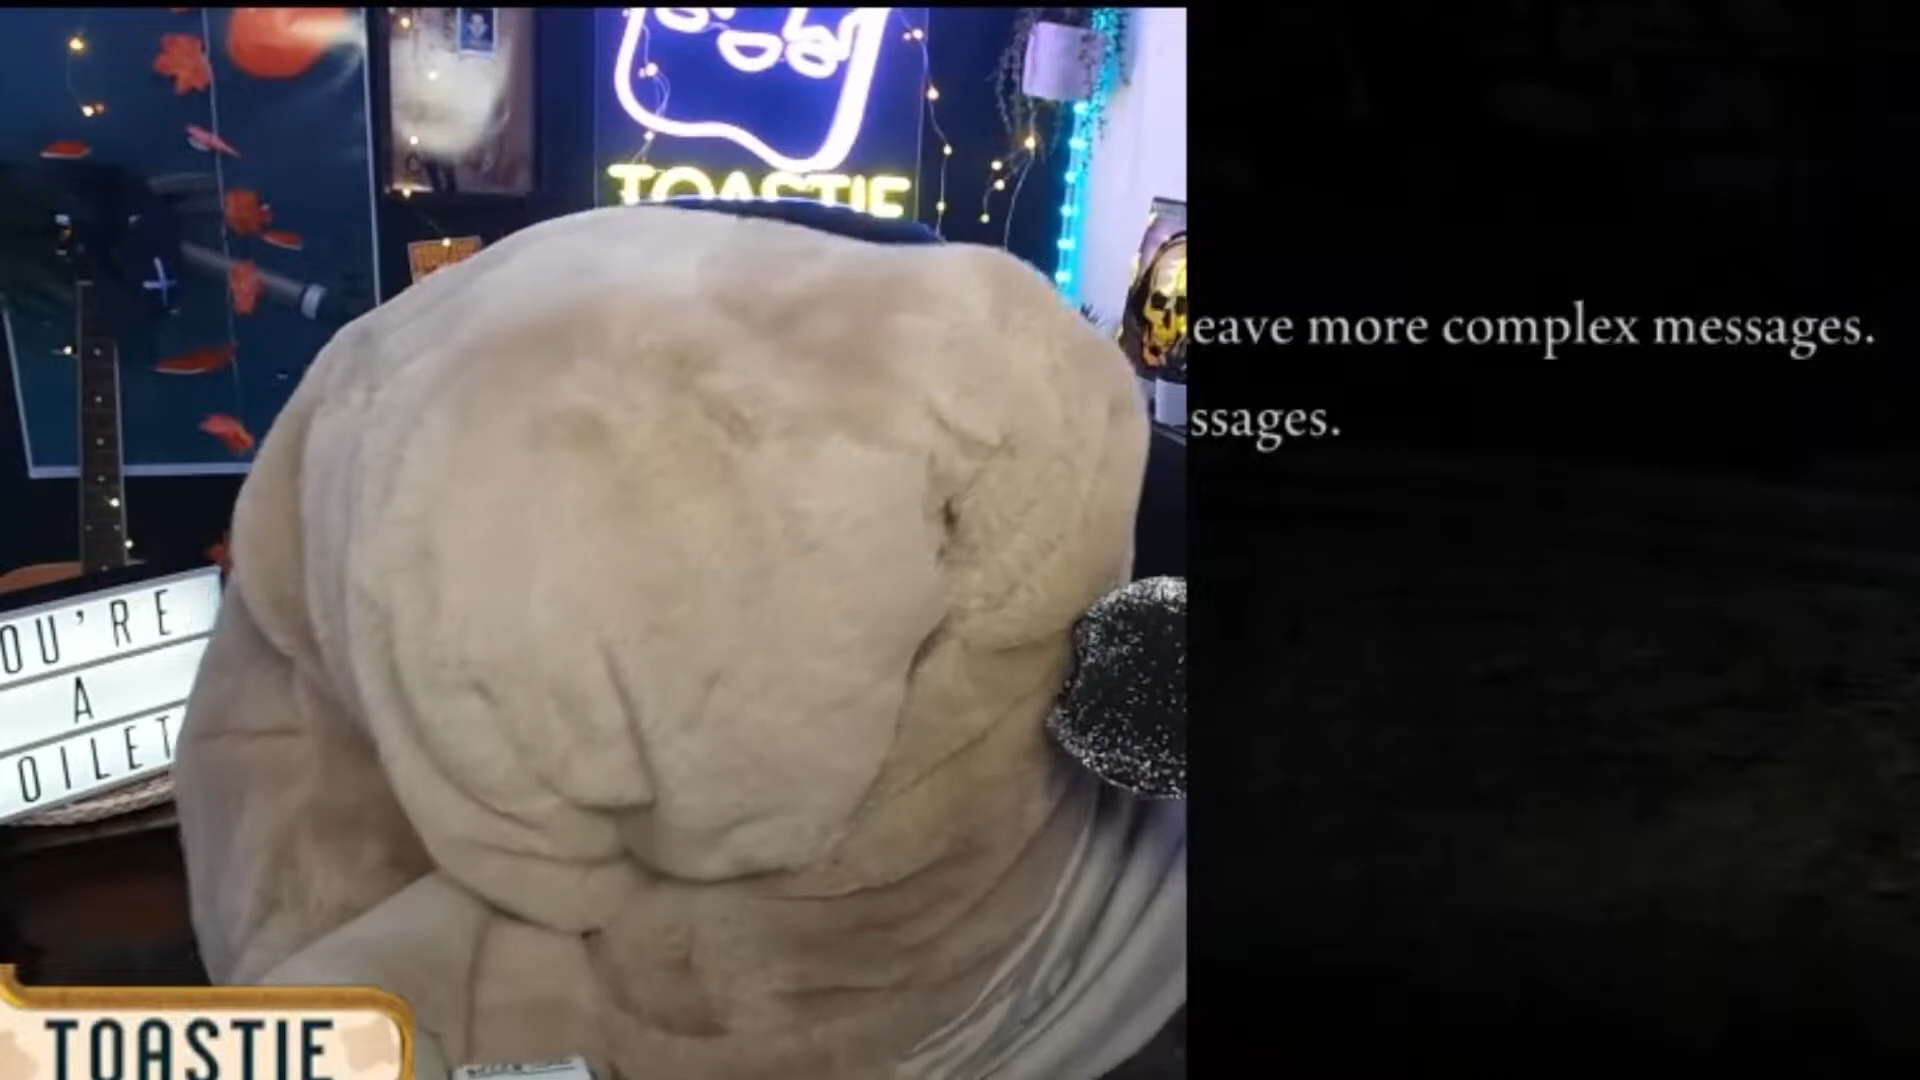 TOASTIE
eave more complex messages.
ssages.
OU'RE
A
OILET
TOASTIE